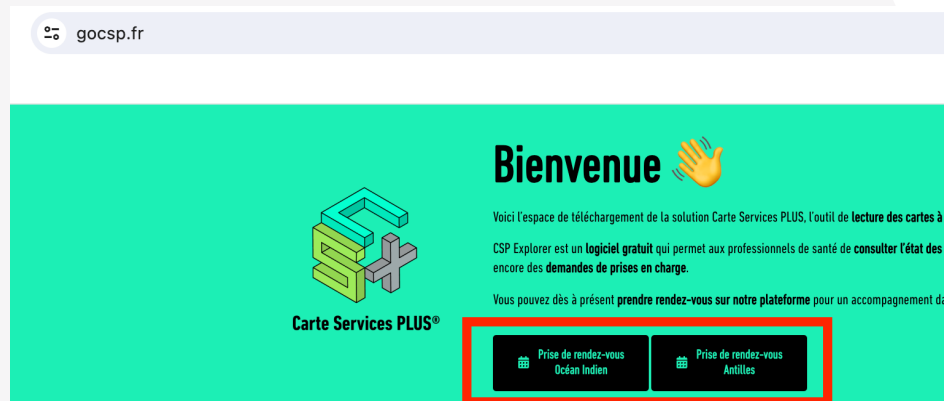 gocsp.fr
Bienvenue 👋
Voici l'espace de téléchargement de la solution Carte Services PLUS, l'outil de lecture des cartes à
CSP Explorer est un logiciel gratuit qui permet aux professionnels de santé de consulter l'état des
encore des demandes de prises en charge.
Vous pouvez dès à présent prendre rendez-vous sur notre plateforme pour un accompagnement da
Carte Services PLUS®
Prise de rendez-vous
Océan Indien
Prise de rendez-vous
Antilles